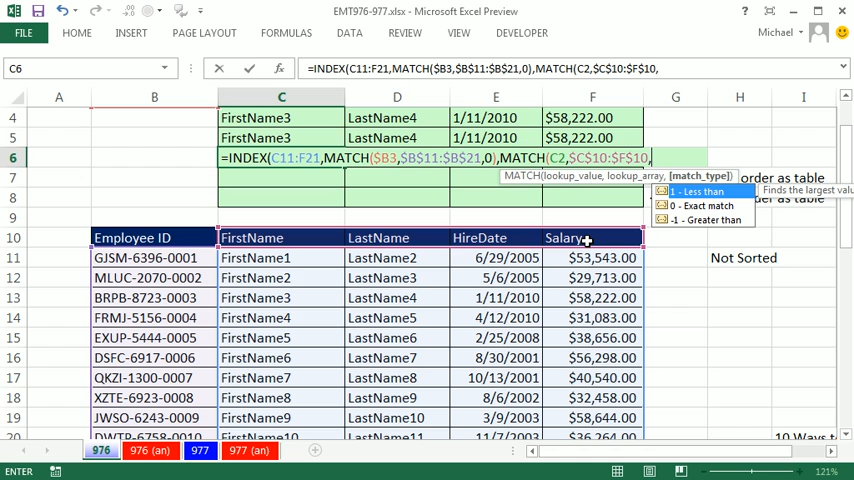 EMT976-977.xlsx - Microsoft Excel Preview
FILE HOME INSERT PAGE LAYOUT FORMULAS DATA REVIEW VIEW DEVELOPER Michael
C6 fx =INDEX(C11:F21,MATCH($B3,$B$11:$B$21,0),MATCH(C2,$C$10:$F$10,
A B C D E F G H I
4 FirstName3 LastName4 1/11/2010 $58,222.00
5 FirstName3 LastName4 1/11/2010 $58,222.00
6 =INDEX(C11:F21,MATCH($B3,$B$11:$B$21,0),MATCH(C2,$C$10:$F$10,
MATCH(lookup_value, lookup_array, [match_type])
7 order as table
1 - Less than Finds the largest valu
8 order as table
0 - Exact match
-1 - Greater than
9
10 Employee ID FirstName LastName HireDate Salary
11 GJSM-6396-0001 FirstName1 LastName2 6/29/2005 $53,543.00 Not Sorted
12 MLUC-2070-0002 FirstName2 LastName3 5/6/2005 $29,713.00
13 BRPB-8723-0003 FirstName3 LastName4 1/11/2010 $58,222.00
14 FRMJ-5156-0004 FirstName4 LastName5 4/12/2010 $31,083.00
15 EXUP-5444-0005 FirstName5 LastName6 2/25/2008 $38,656.00
16 DSFC-6917-0006 FirstName6 LastName7 8/30/2001 $56,298.00
17 QKZI-1300-0007 FirstName7 LastName8 10/13/2001 $40,540.00
18 XZTE-6923-0008 FirstName8 LastName9 8/6/2002 $32,458.00
19 JWSO-6243-0009 FirstName9 LastName10 3/9/2003 $58,644.00
20 DWTP-6758-0010 FirstName10 LastName11 11/7/2003 $36,264.00 10 Ways to
976 976 (an) 977 977 (an)
ENTER 121%